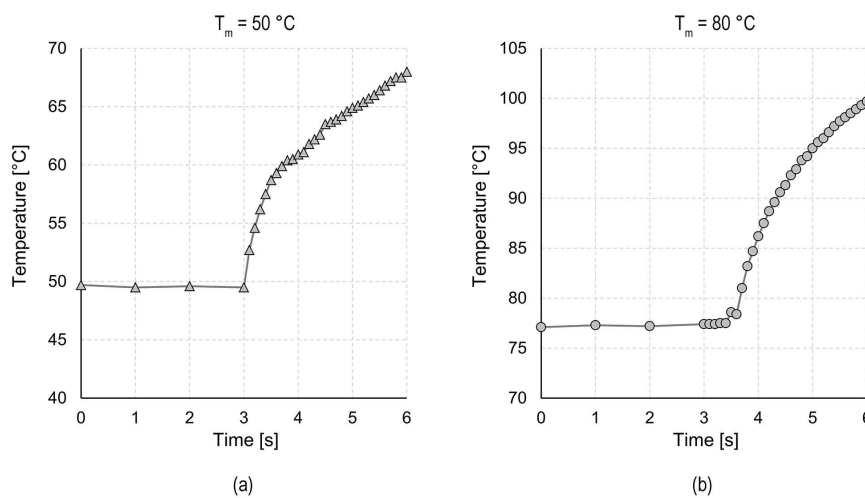 T_m = 50 °C
70
65
60
55
50
45
40
Temperature [°C]
0 1 2 3 4 5 6
Time [s]
(a)
T_m = 80 °C
105
100
95
90
85
80
75
70
Temperature [°C]
0 1 2 3 4 5 6
Time [s]
(b)